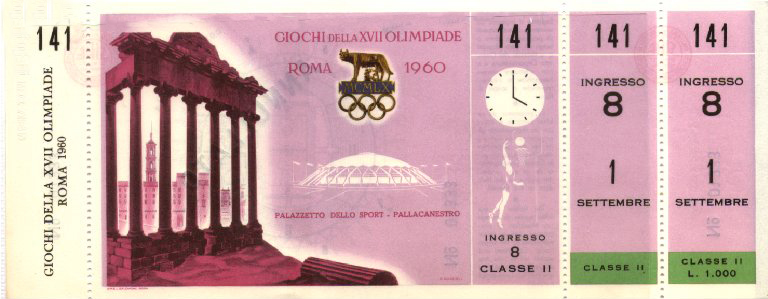 141
GIOCHI DELLA XVII OLIMPIADE
ROMA 1960
GIOCHI DELLA XVII OLIMPIADE
ROMA 1960
MCMLX
PALAZZETTO DELLO SPORT - PALLACANESTRO
141
INGRESSO
8
CLASSE II
141
INGRESSO
8
1
SETTEMBRE
CLASSE II
141
INGRESSO
8
1
SETTEMBRE
CLASSE II
L. 1.000